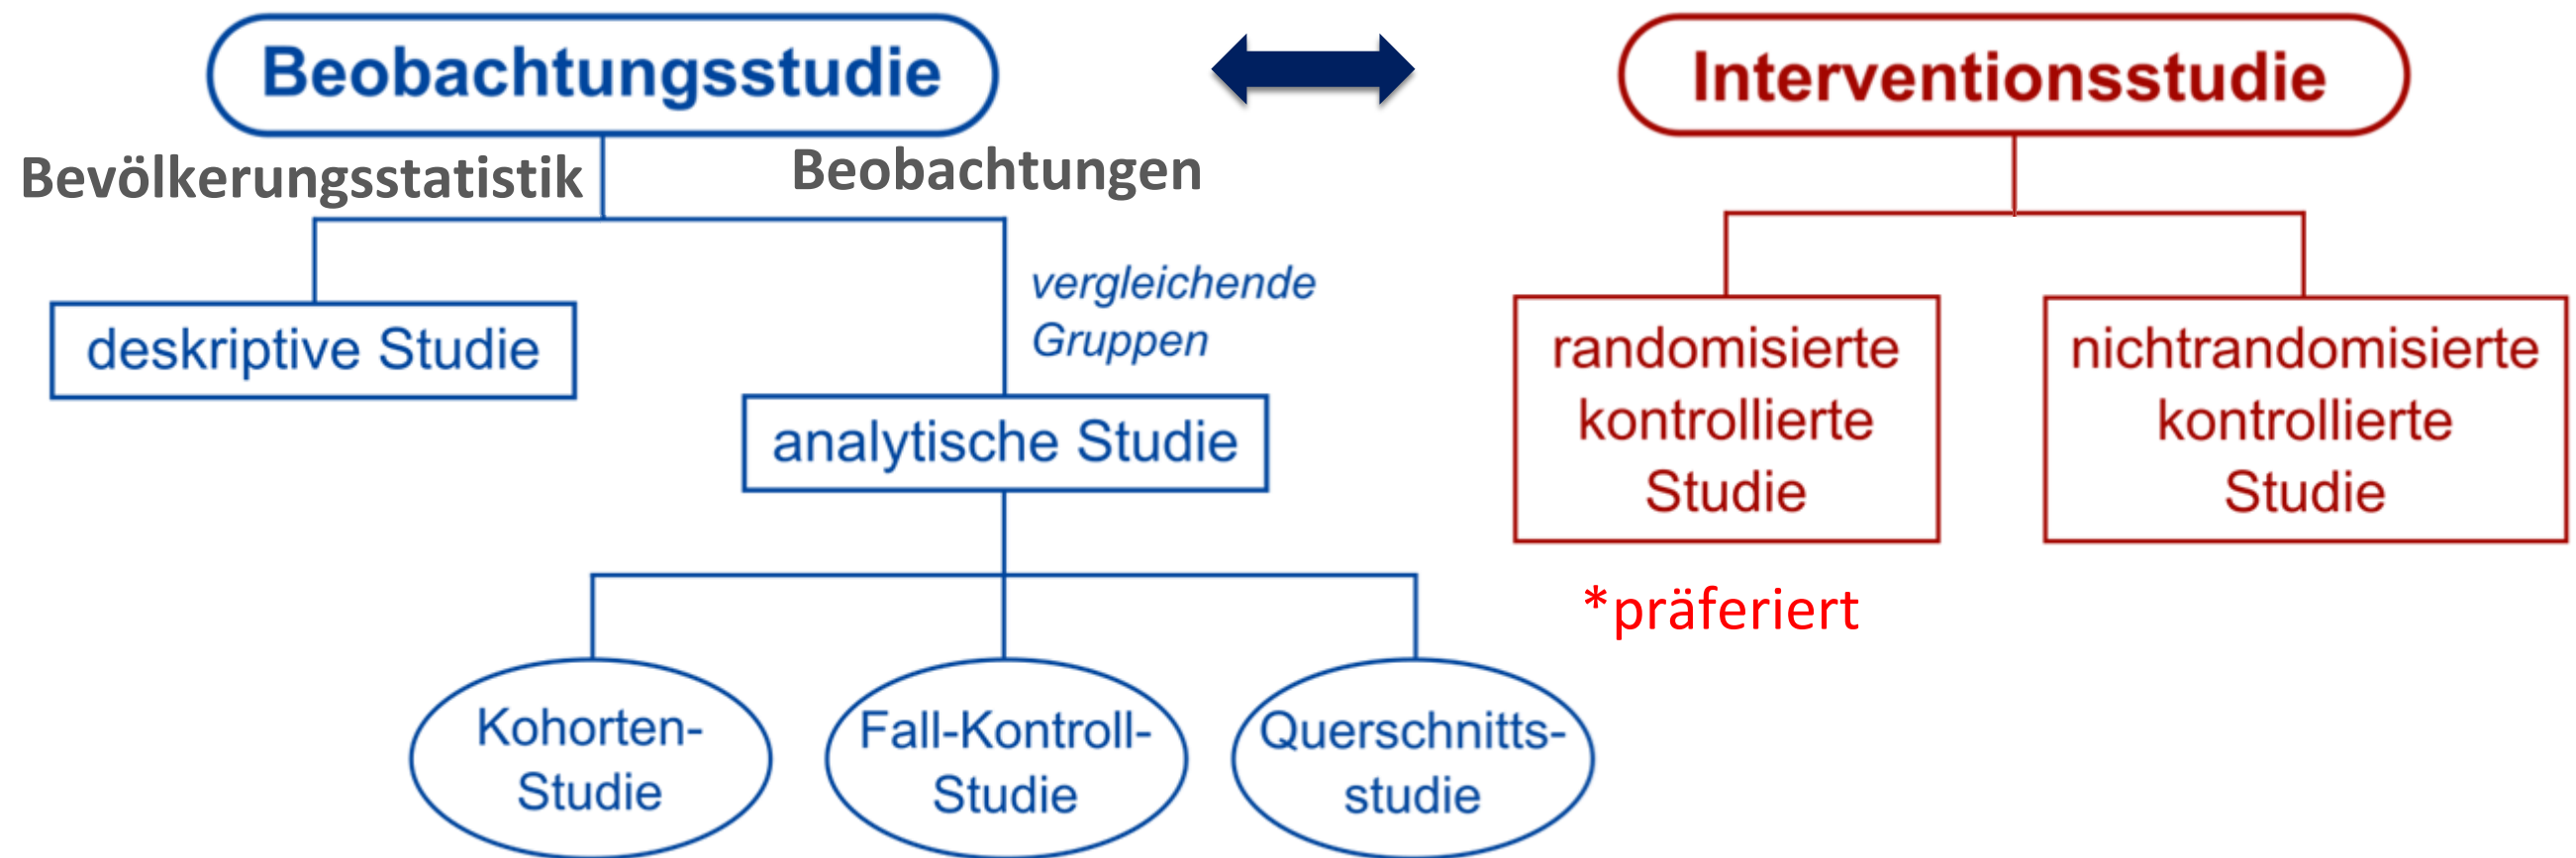 Beobachtungsstudie
Interventionsstudie
Bevölkerungsstatistik
Beobachtungen
vergleichende
Gruppen
deskriptive Studie
analytische Studie
randomisierte
kontrollierte
Studie
nichtrandomisierte
kontrollierte
Studie
*präferiert
Kohorten-
Studie
Fall-Kontroll-
Studie
Querschnitts-
studie